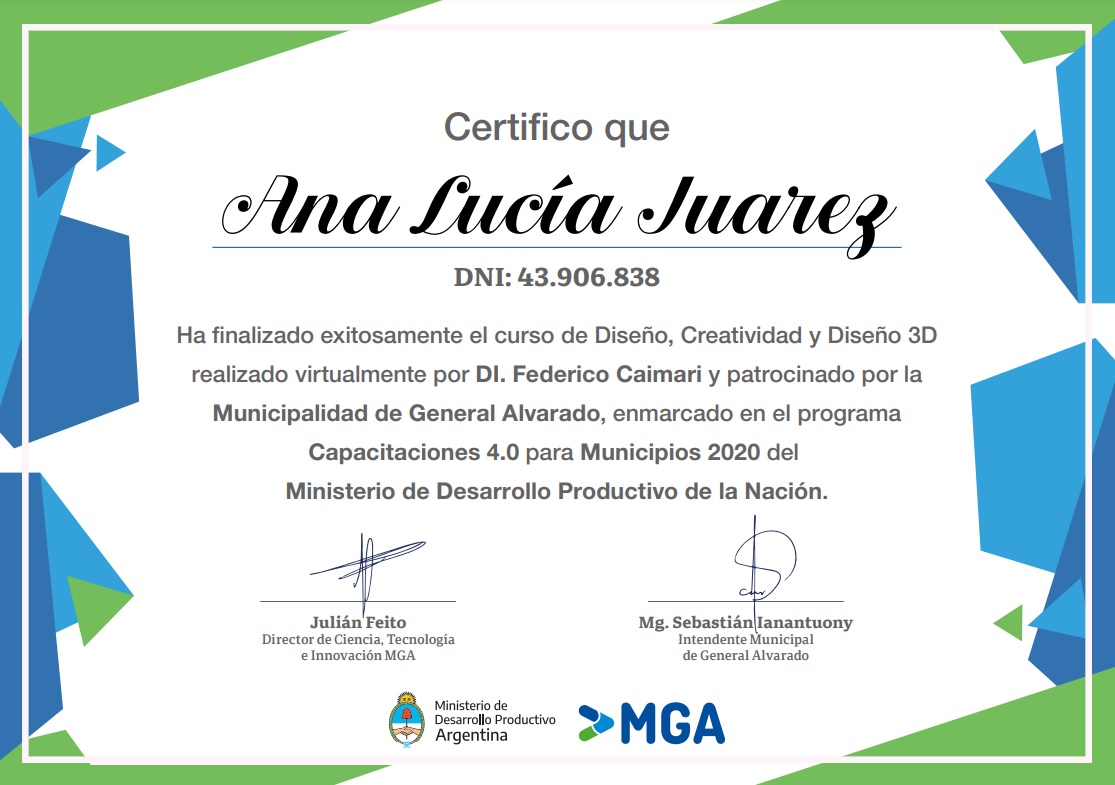 Certifico que
Ana Lucía Juarez
DNI: 43.906.838
Ha finalizado exitosamente el curso de Diseño, Creatividad y Diseño 3D
realizado virtualmente por DI. Federico Caimari y patrocinado por la
Municipalidad de General Alvarado, enmarcado en el programa
Capacitaciones 4.0 para Municipios 2020 del
Ministerio de Desarrollo Productivo de la Nación.
Julián Feito
Director de Ciencia, Tecnología
e Innovación MGA
Mg. Sebastián Ianantuony
Intendente Municipal
de General Alvarado
Ministerio de
Desarrollo Productivo
Argentina
MGA